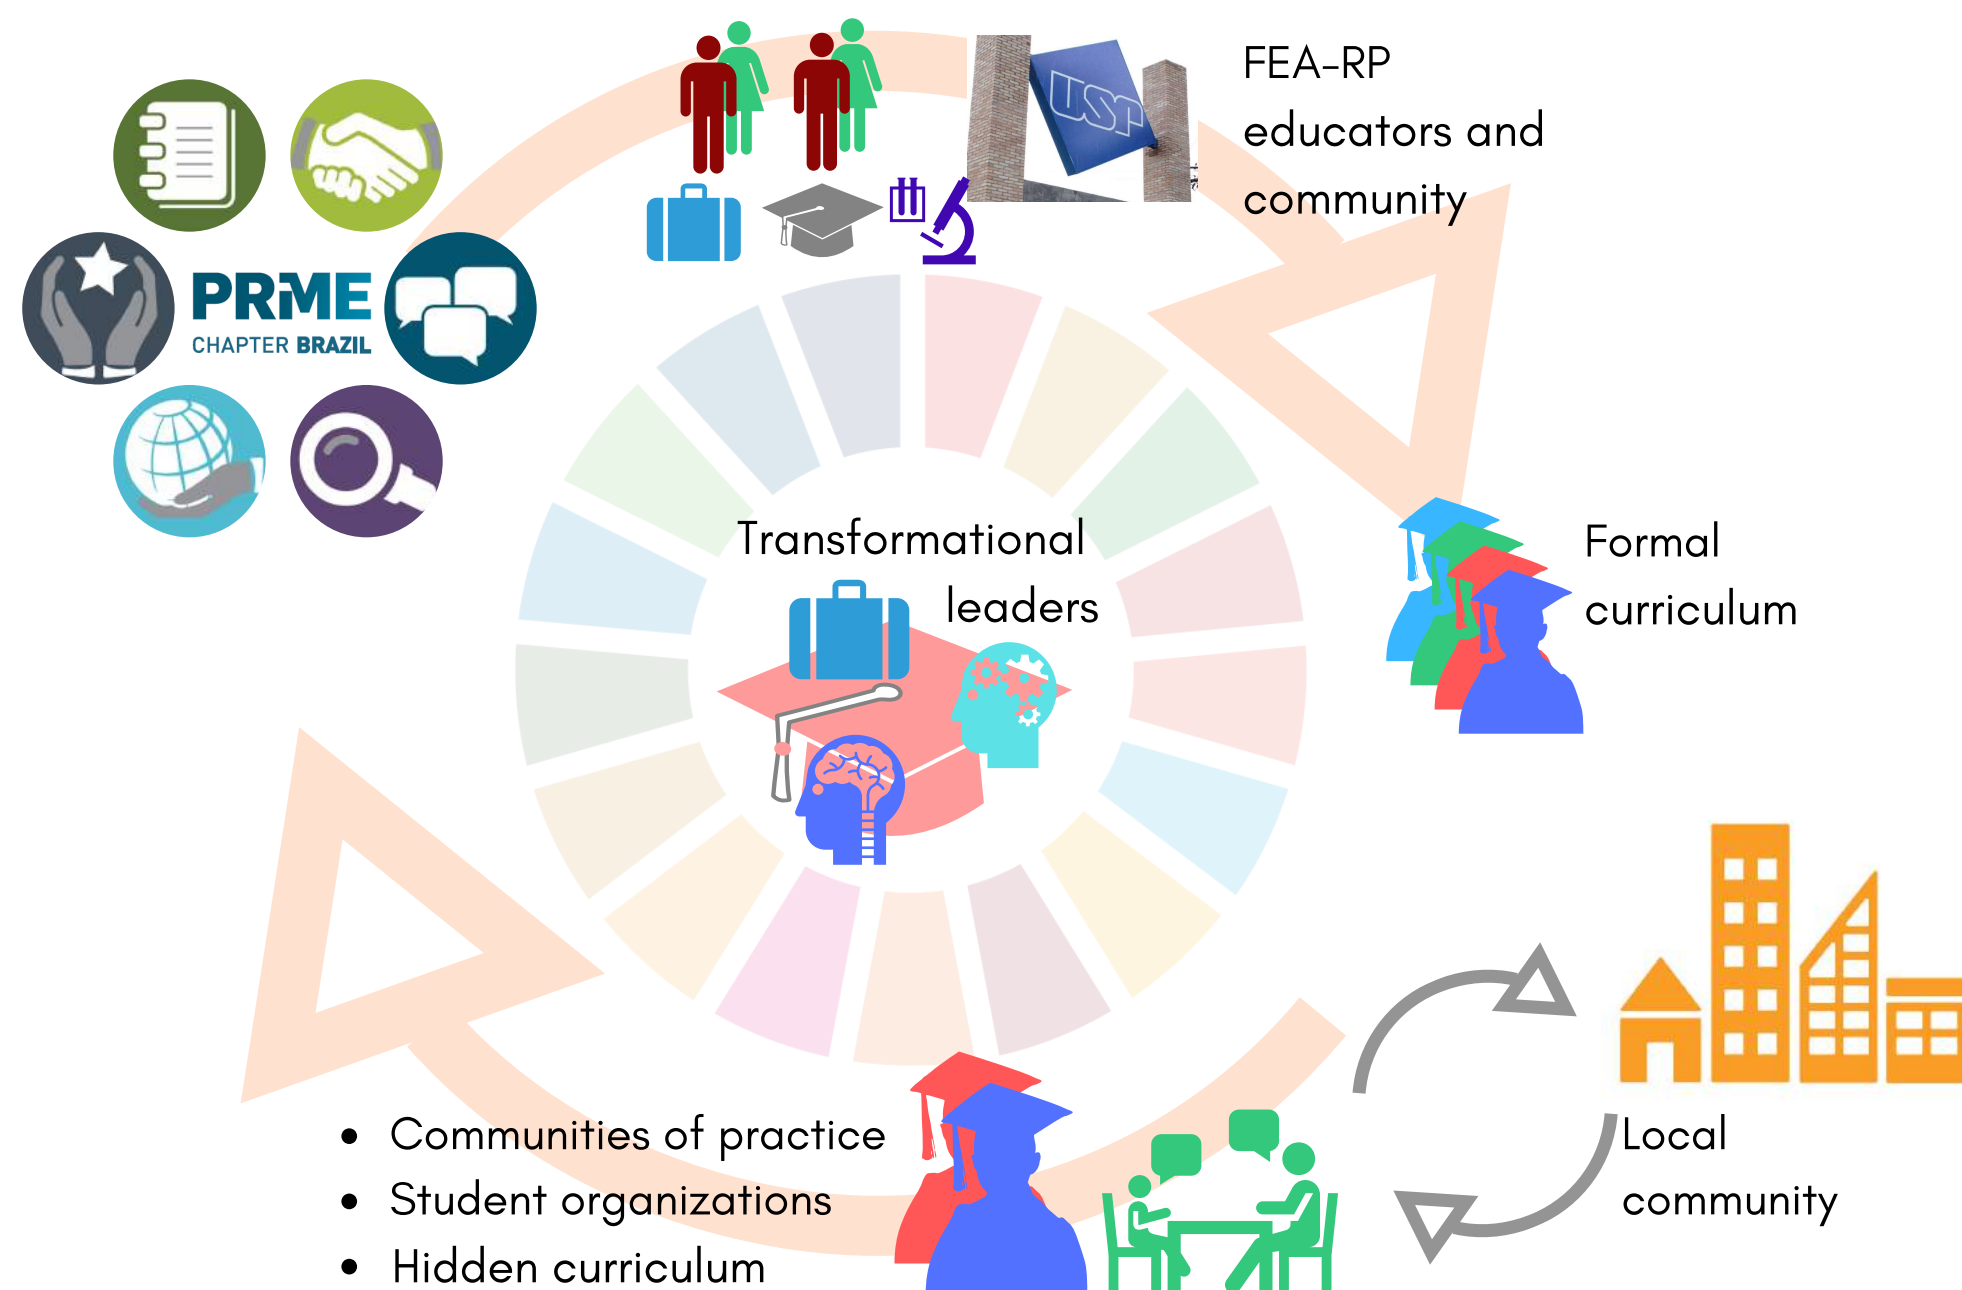 FEA-RP
educators and
community
USP
PRME
CHAPTER BRAZIL
Transformational
leaders
Formal
curriculum
Local
community
• Communities of practice
• Student organizations
• Hidden curriculum